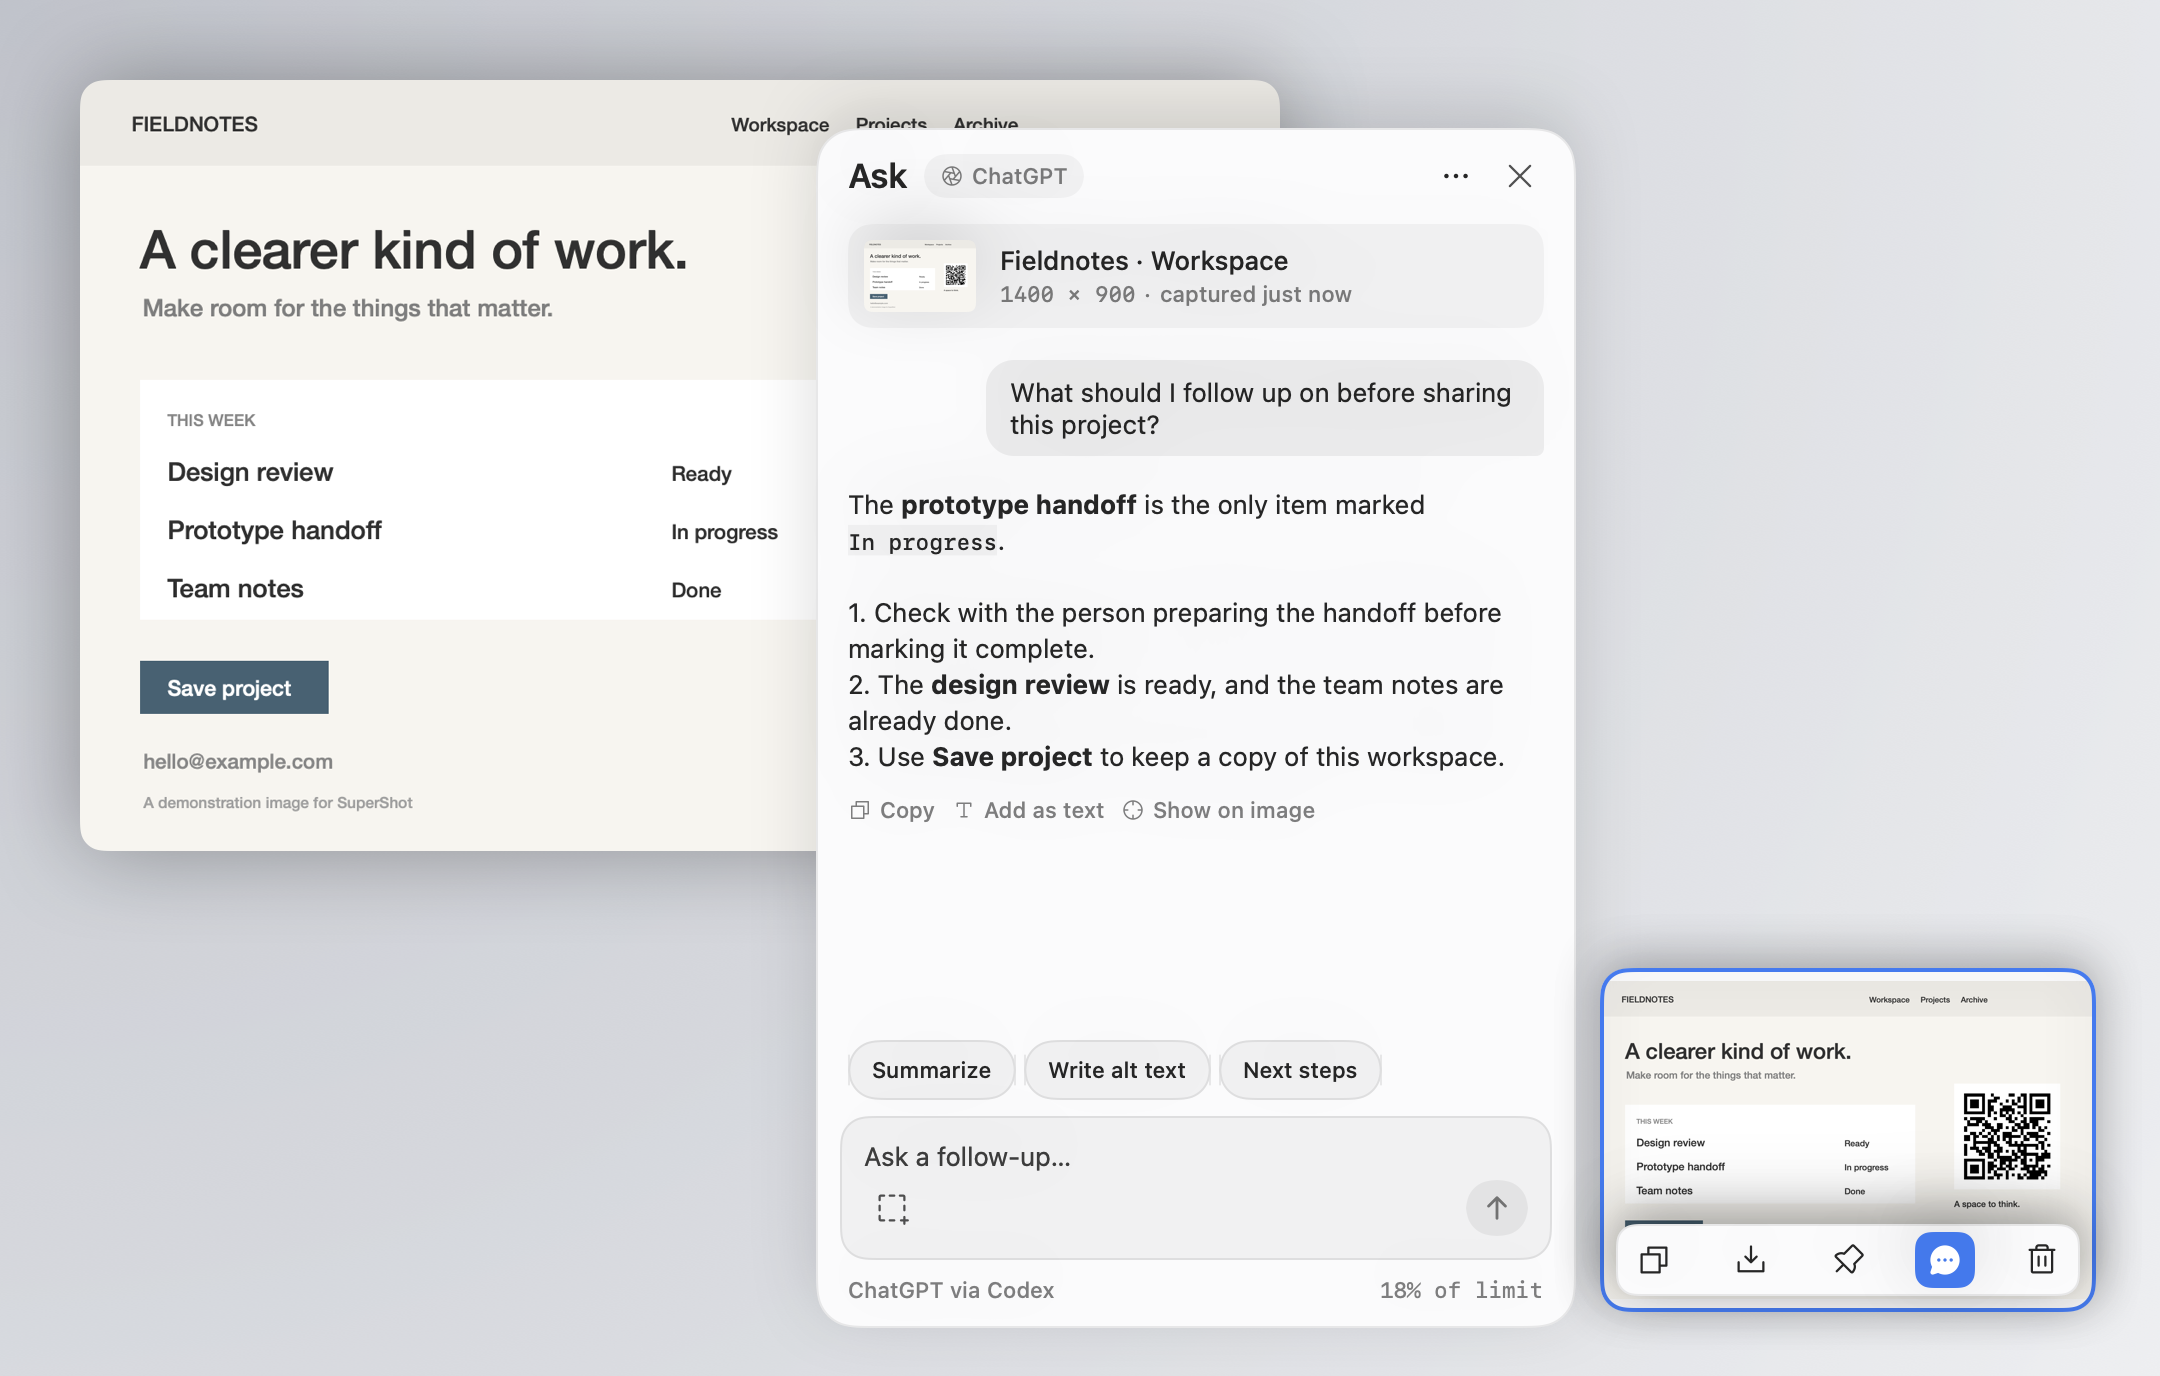 FIELDNOTES
Workspace Projects Archive
A clearer kind of work.
Make room for the things that matter.
THIS WEEK
Design review Ready
Prototype handoff In progress
Team notes Done
Save project
hello@example.com
A demonstration image for SuperShot
Ask ChatGPT
A clearer kind of work.
Fieldnotes · Workspace
1400 × 900 · captured just now
What should I follow up on before sharing
this project?
The prototype handoff is the only item marked
In progress.
1. Check with the person preparing the handoff before
marking it complete.
2. The design review is ready, and the team notes are
already done.
3. Use Save project to keep a copy of this workspace.
Copy Add as text Show on image
Summarize Write alt text Next steps
Ask a follow-up...
ChatGPT via Codex 18% of limit
FIELDNOTES
Workspace Projects Archive
A clearer kind of work.
Make room for the things that matter.
THIS WEEK
Design review Ready
Prototype handoff In progress
Team notes Done
A space to think.